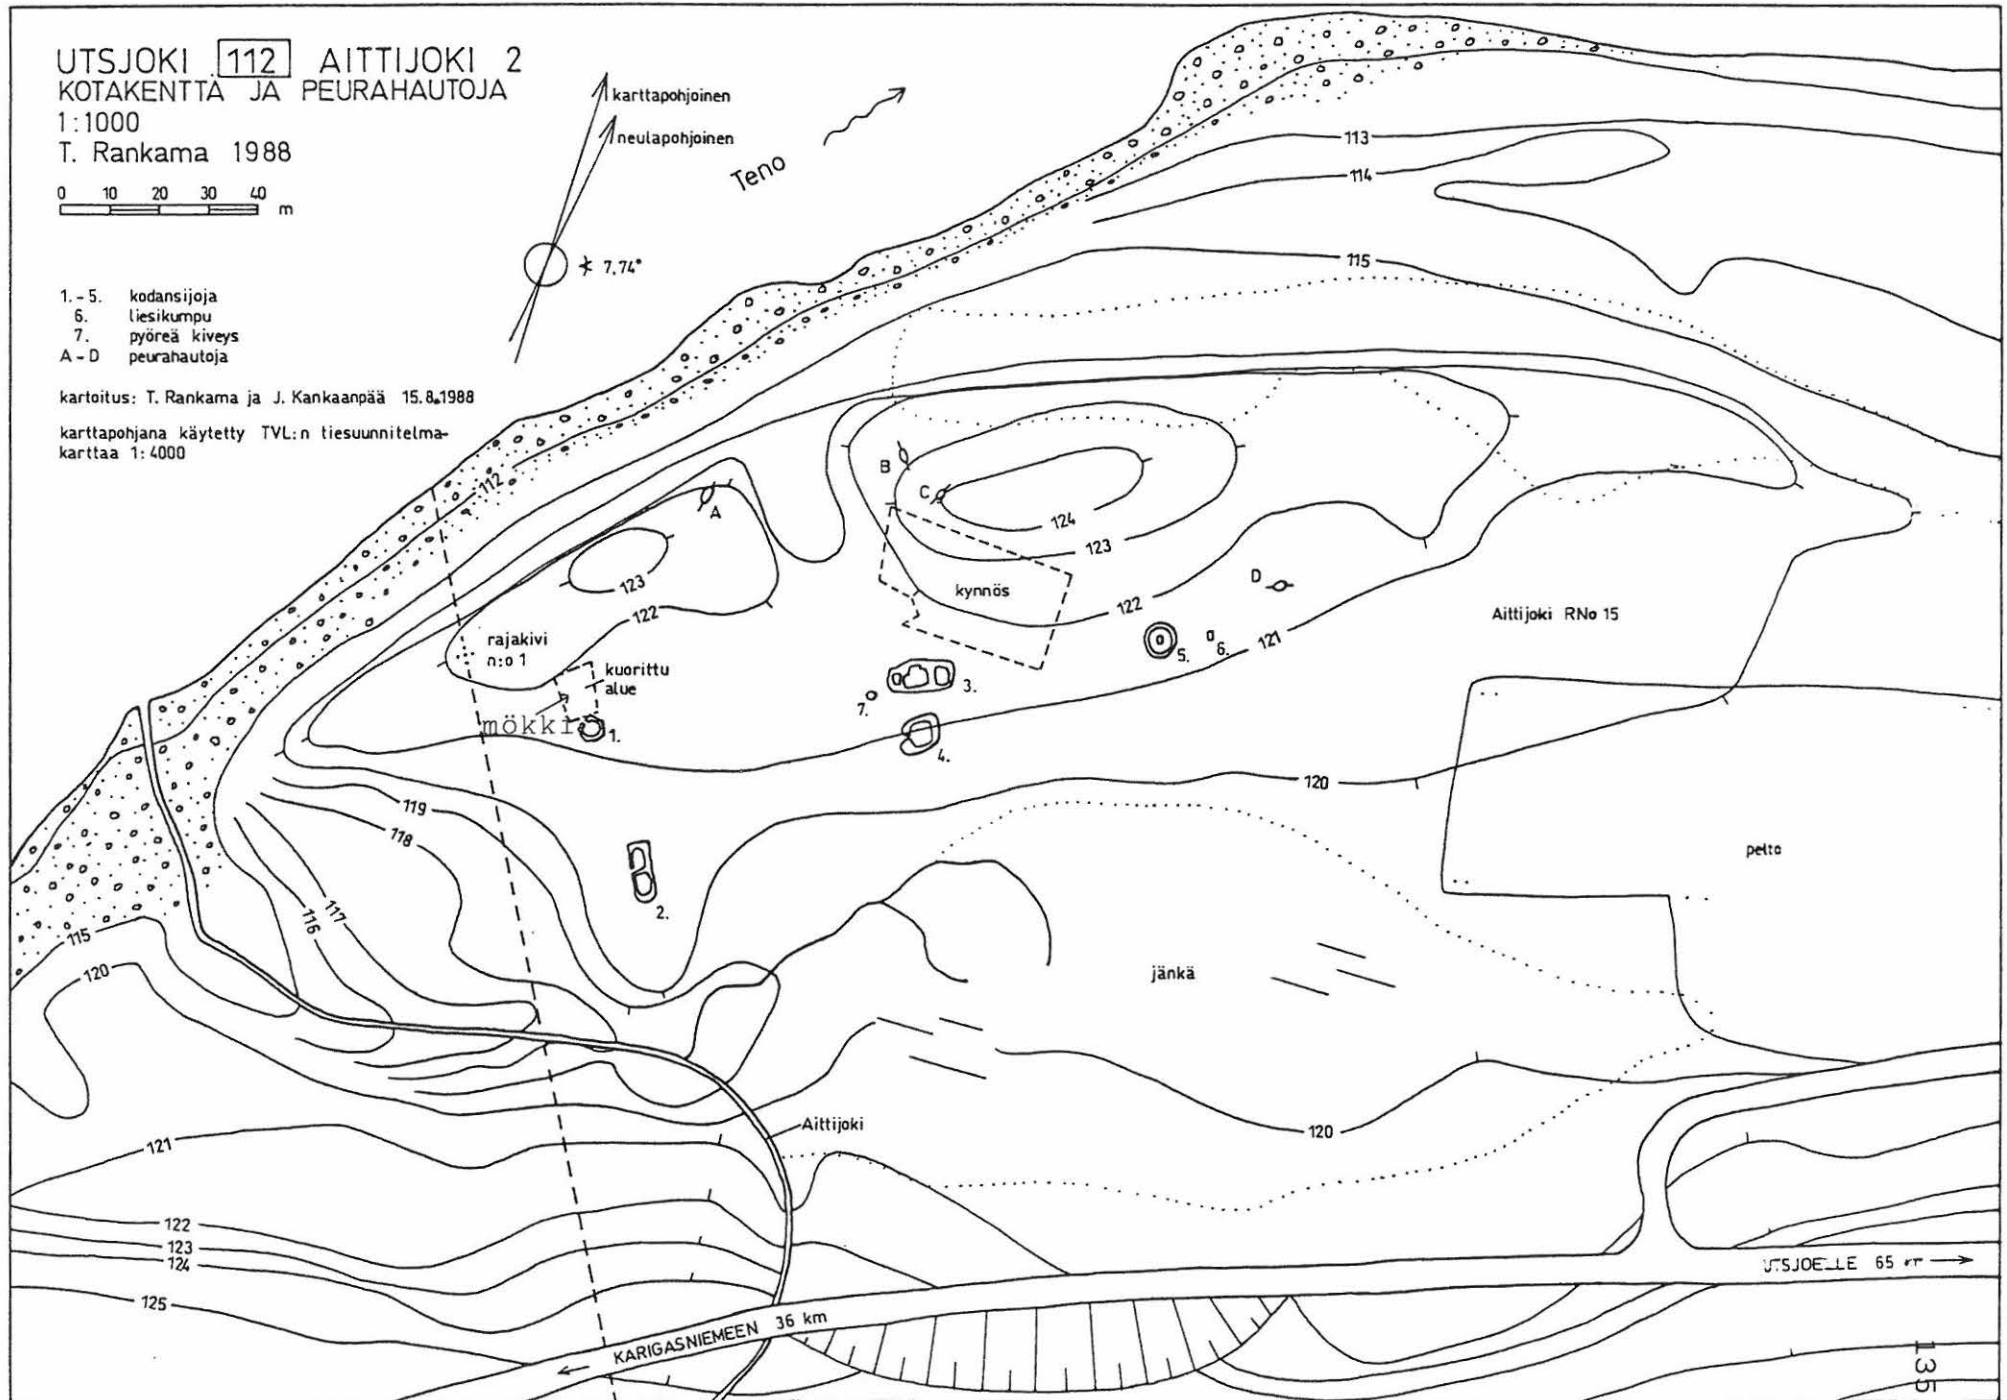 UTSJOKI 112 AITTIJOKI 2
KOTAKENTTÄ JA PEURAHAUTOJA
1:1000
T. Rankama 1988
0 10 20 30 40 m
karttapohjoinen
neulapohjoinen
7,74°
Teno
1.-5. kodansijoja
6. liesikumpu
7. pyöreä kiveys
A-D peurahautoja
kartoitus: T. Rankama ja J. Kankaanpää 15.8.1988
karttapohjana käytetty TVL:n tiesuunnitelma-
karttaa 1:4000
113
114
115
112
A
B
C
124
123
123
122
122
kynnös
D
121
Aittijoki RNo 15
rajakivi
n:o 1
kuorittu
alue
mökki
1.
5.
6.
3.
7.
4.
120
119
118
2.
117
116
115
120
pelto
jänkä
Aittijoki
120
121
122
123
124
125
KARIGASNIEMEEN 36 km
UTSJOELLE 65
135